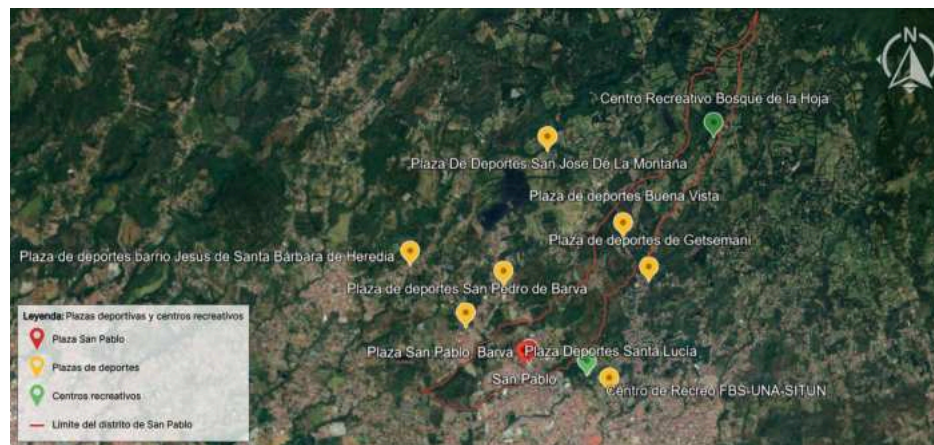 N
Centro Recreativo Bosque de la Hoja
Plaza De Deportes San Jose De La Montaña
Plaza de deportes Buena Vista
Plaza de deportes de Getsemani
Plaza de deportes barrio Jesús de Santa Bárbara de Heredia
Plaza de deportes San Pedro de Barva
Plaza San Pablo, Barva
Plaza Deportes Santa Lucía
San Pablo
Centro de Recreo FBS-UNA-SITUN
Leyenda: Plazas deportivas y centros recreativos
Plaza San Pablo
Plazas de deportes
Centros recreativos
Límite del distrito de San Pablo